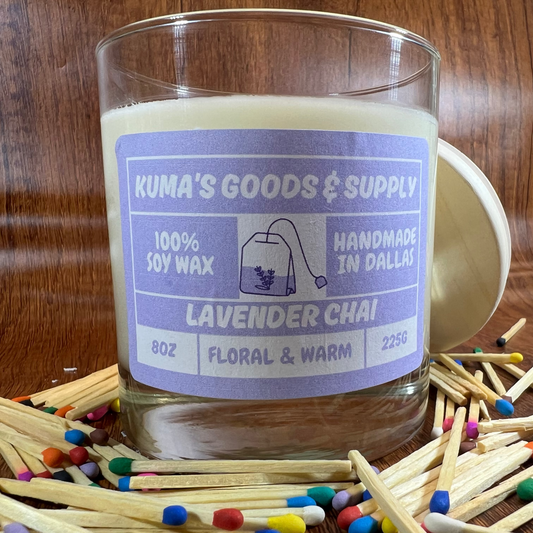 KUMA'S GOODS & SUPPLY
100%
SOY WAX
HANDMADE
IN DALLAS
LAVENDER CHAI
8OZ
FLORAL & WARM
225G